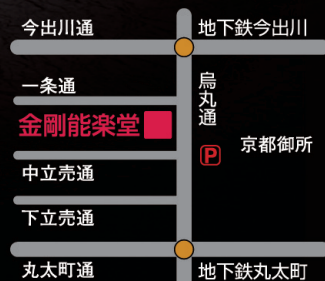 今出川通
地下鉄今出川
一条通
烏丸通
金剛能楽堂
P
京都御所
中立売通
下立売通
丸太町通
地下鉄丸太町